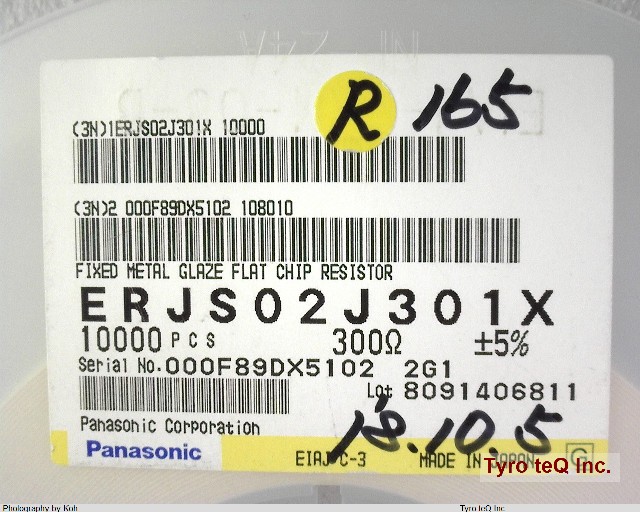 R 165
(3N)1ERJS02J301X 10000
(3N)2 000F89DX5102 108010
FIXED METAL GLAZE FLAT CHIP RESISTOR
ERJS02J301X
10000 PCS 300Ω ±5%
Serial No. 000F89DX5102 2G1
Lot 8091406811
Panasonic Corporation
18.10.5
Panasonic EIAJ C-3 MADE IN JAPAN G
Tyro teQ Inc.
Photography by Koh Tyro teQ Inc